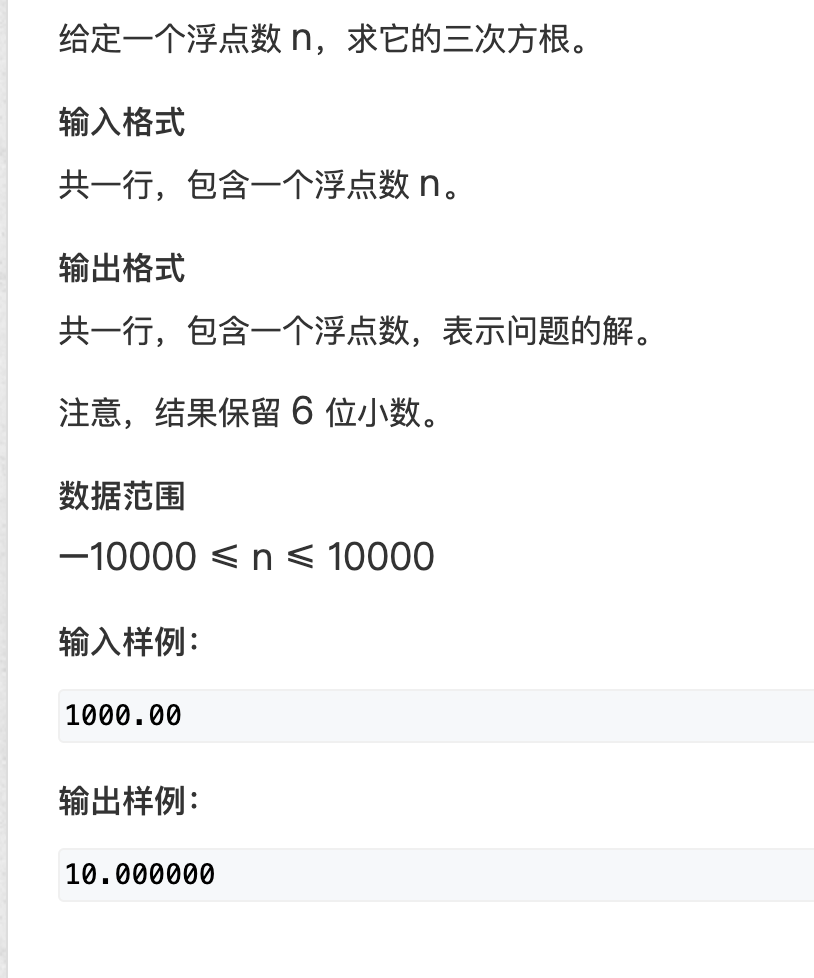 给定一个浮点数 n，求它的三次方根。
输入格式
共一行，包含一个浮点数 n。
输出格式
共一行，包含一个浮点数，表示问题的解。
注意，结果保留 6 位小数。
数据范围
−10000 ⩽ n ⩽ 10000
输入样例：
1000.00
输出样例：
10.000000